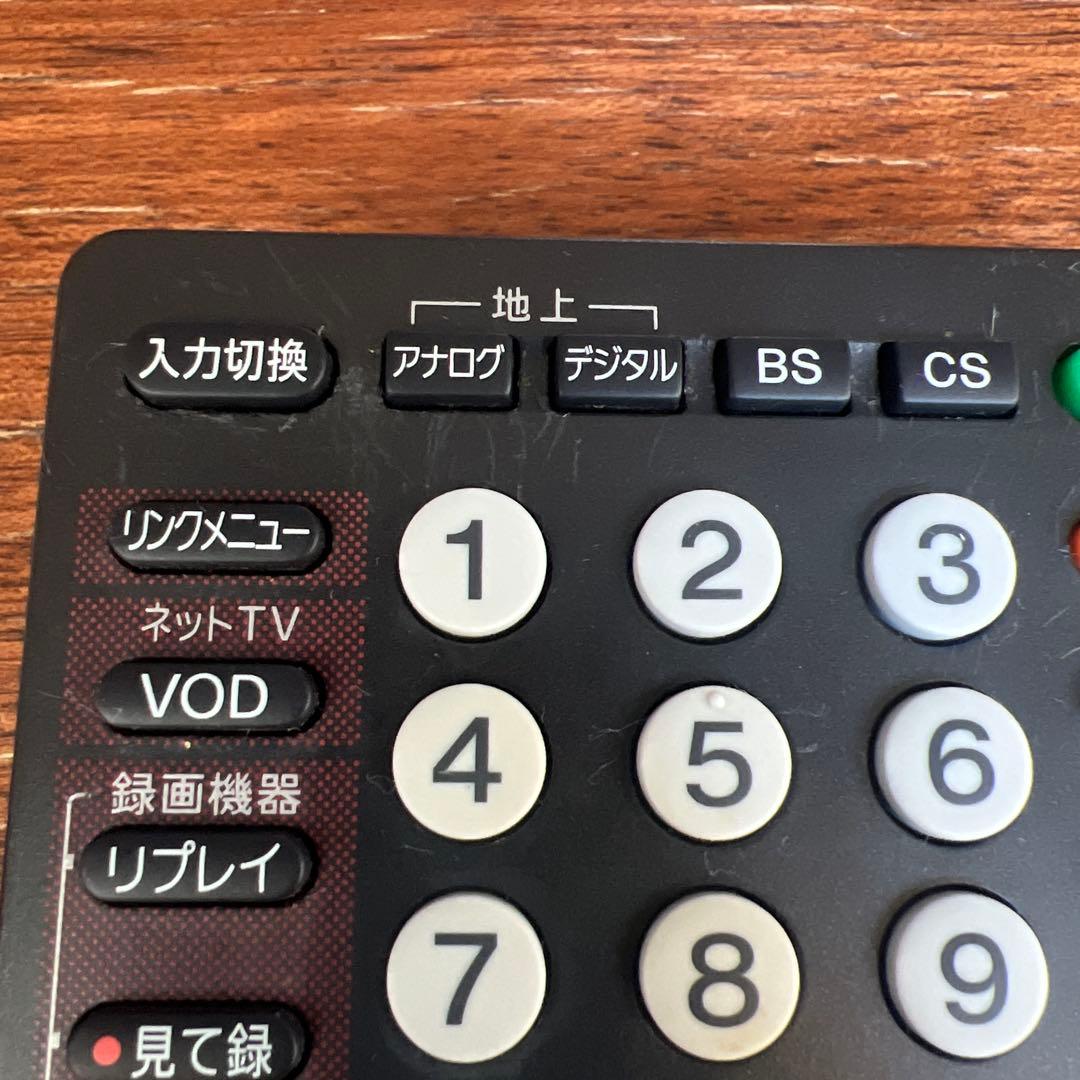 地上
入力切換 アナログ デジタル BS CS
リンクメニュー 1 2 3
ネットTV
VOD 4 5 6
録画機器
リプレイ
7 8 9
見て録